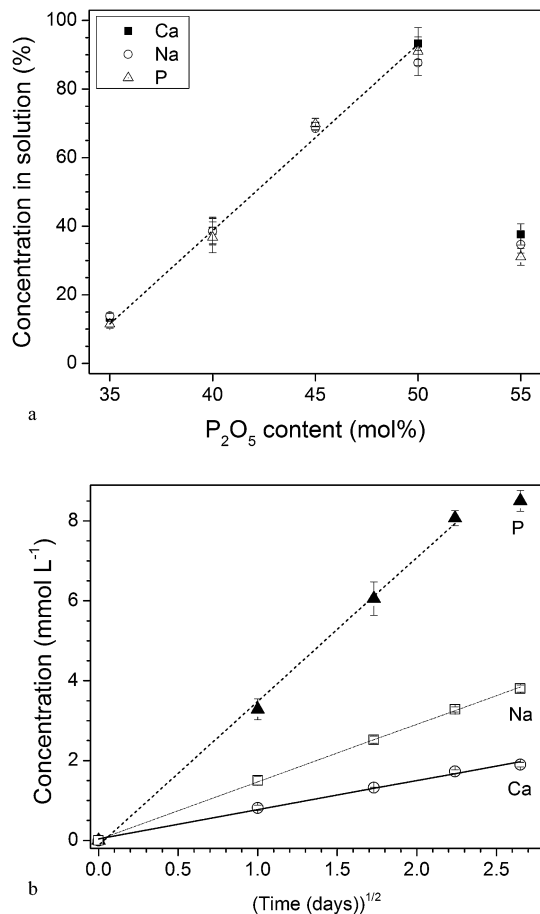 Ca
Na
P
100
80
60
40
20
0
Concentration in solution (%)
35 40 45 50 55
P₂O₅ content (mol%)
a
8
6
4
2
0
Concentration (mmol L⁻¹)
P
Na
Ca
0.0 1.0 1.5 2.0 2.5
(Time (days))¹/²
b